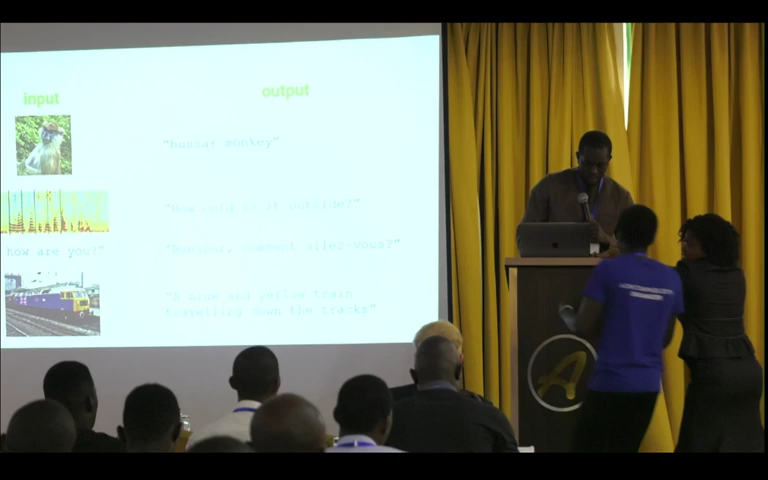 input
output
"hussar monkey"
"How cold is it outside?"
how are you?"
"Bonjour, comment allez-vous?"
"A blue and yellow train
travelling down the tracks"
A